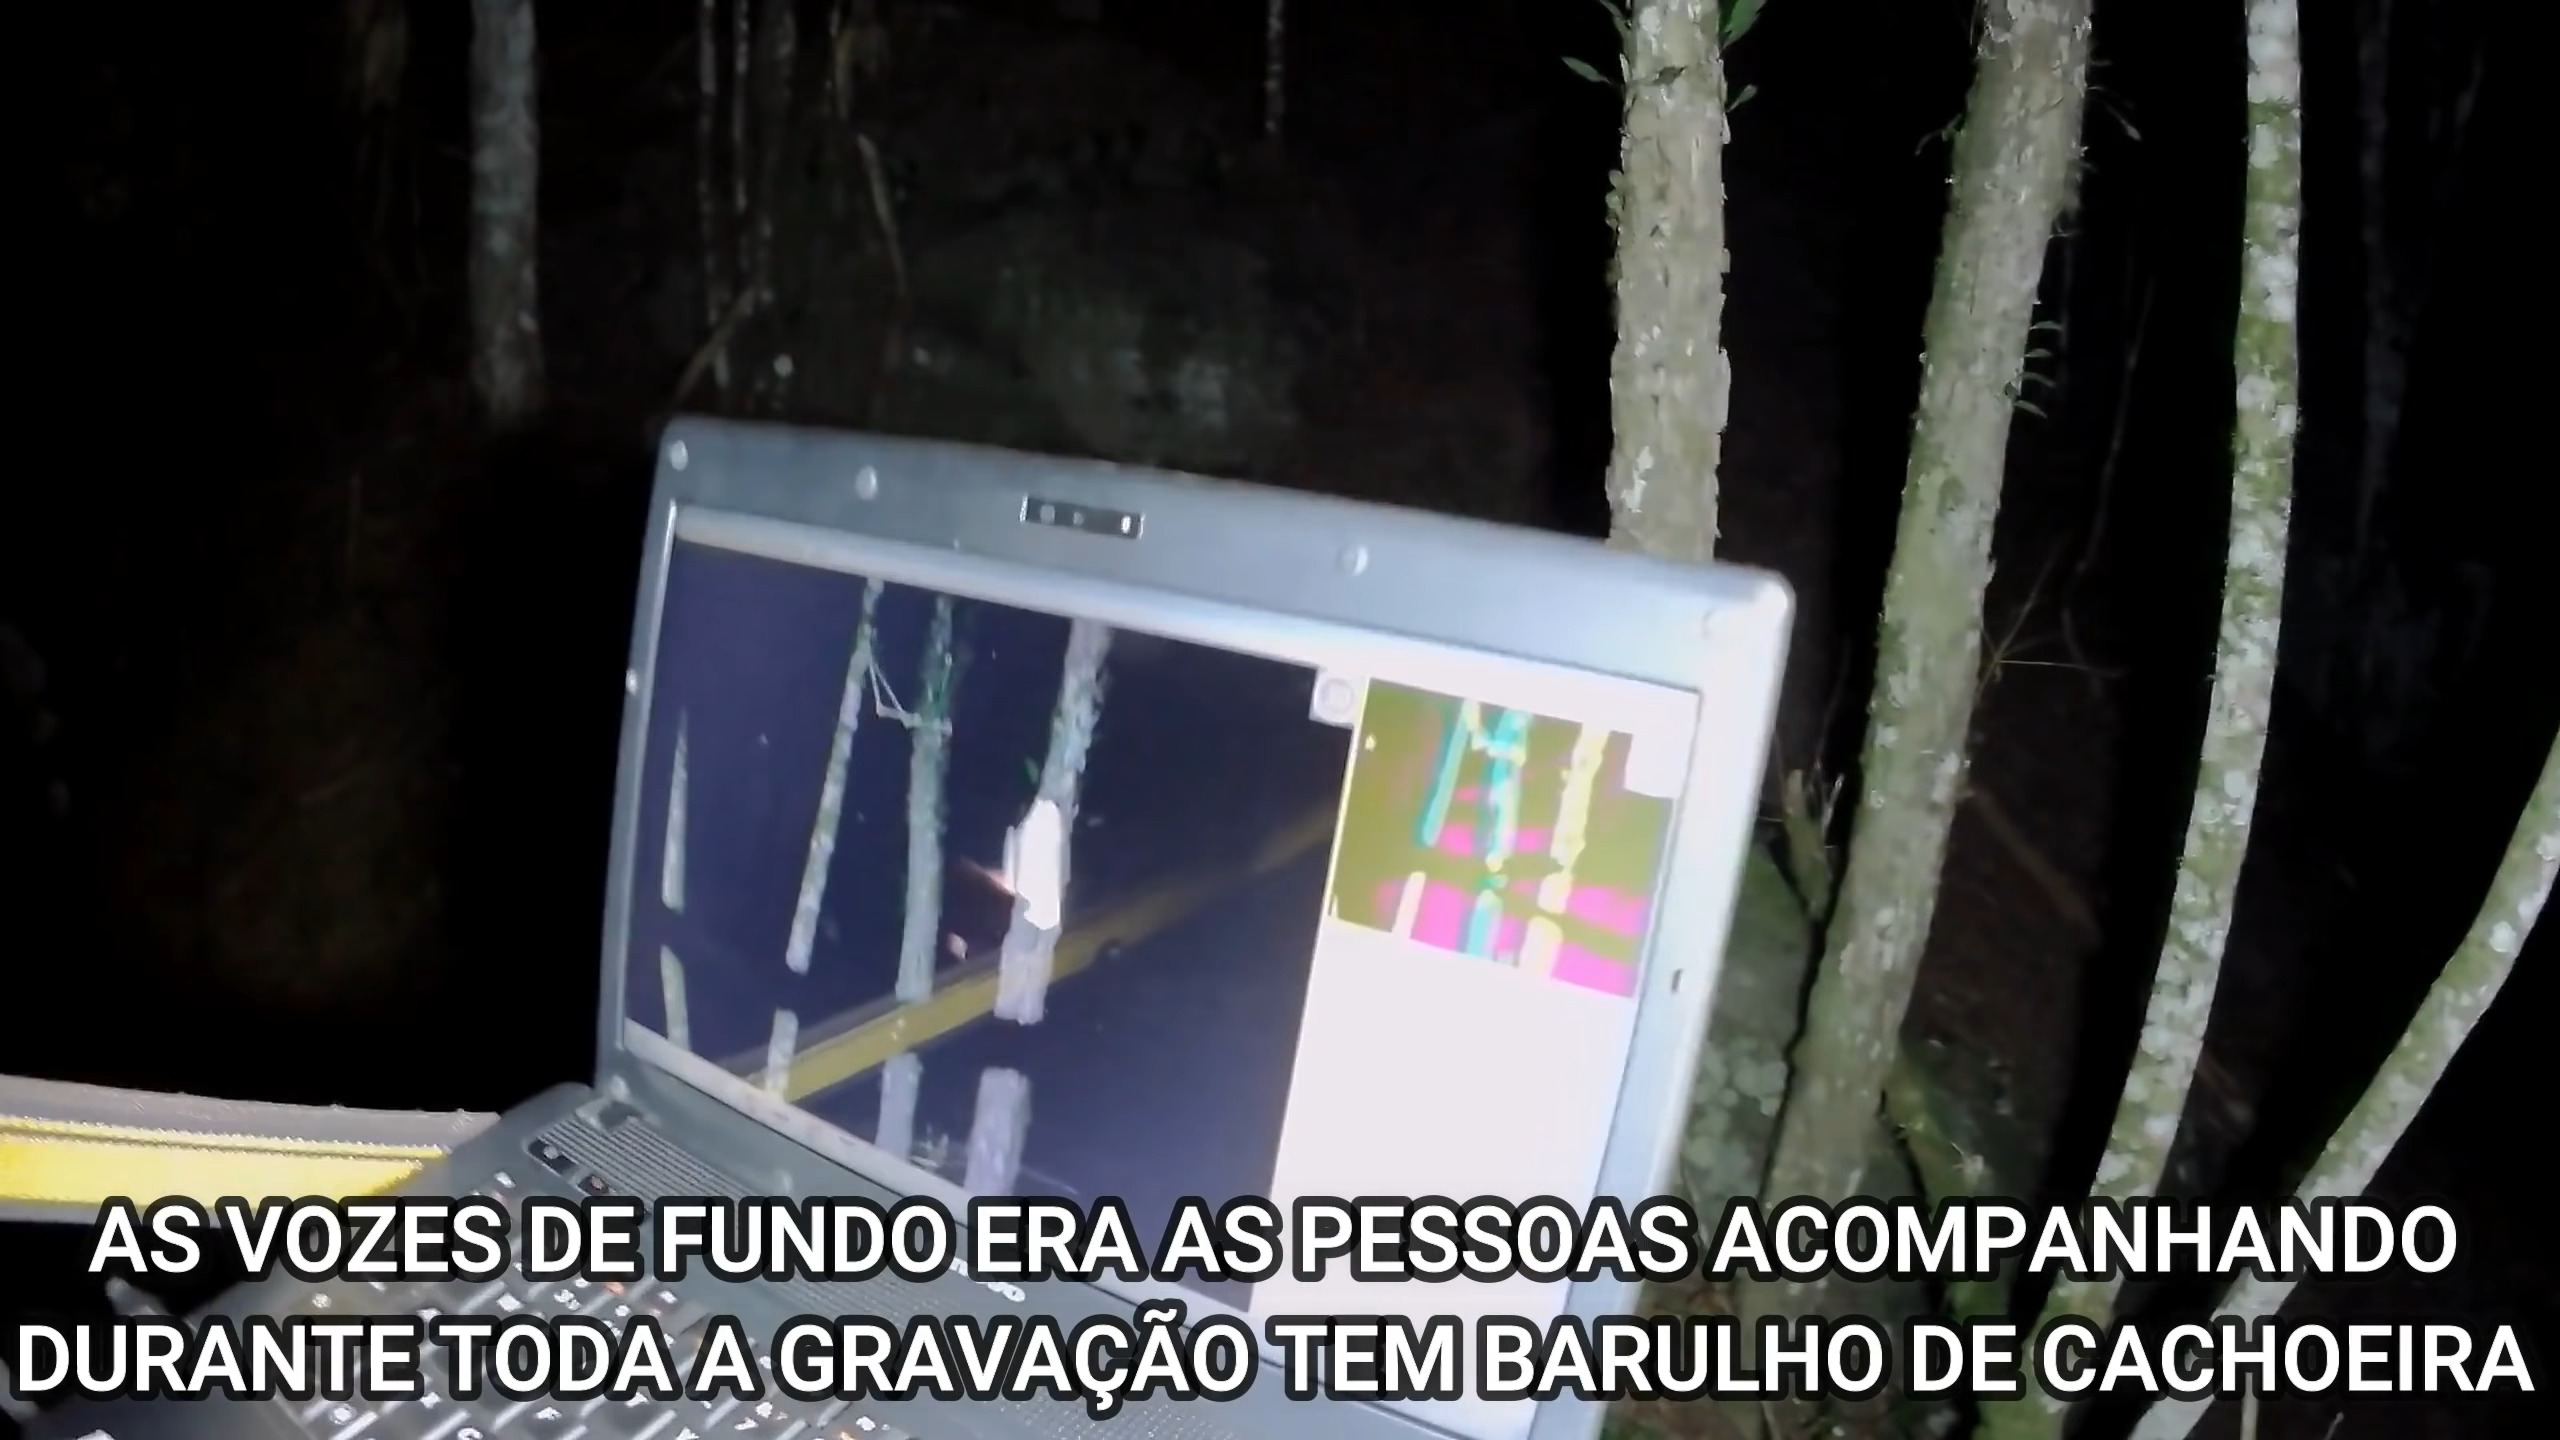 AS VOZES DE FUNDO ERA AS PESSOAS ACOMPANHANDO
DURANTE TODA A GRAVAÇÃO TEM BARULHO DE CACHOEIRA